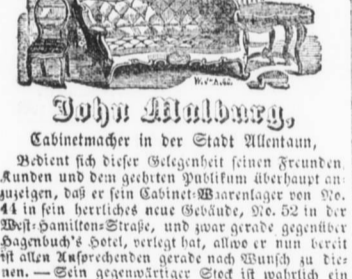 John Malburg,
Cabinetmacher in der Stadt Allentaun,
Bedient sich dieser Gelegenheit seinen Freunden,
Kunden und dem geehrten Publikum überhaupt an-
zuzeigen, daß er sein Cabinet-Waarenlager von No.
44 in sein herrliches neue Gebäude, No. 52 in der
West-Hamilton-Straße, und zwar gerade gegenüber
Hagenbuch's Hotel, verlegt hat, allwo er nun bereit
ist allen Ansprechenden gerade nach Wunsch zu die-
nen. — Sein gegenwärtiger Stock ist wahrlich ein